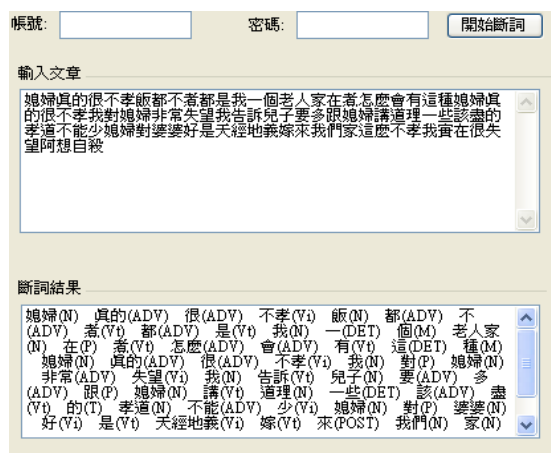 帳號: 密碼: 開始斷詞
輸入文章
媳婦真的很不孝飯都不煮都是我一個老人家在煮怎麼會有這種媳婦真
的很不孝我對媳婦非常失望我告訴兒子要多跟媳婦講道理一些該盡的
孝道不能少媳婦對婆婆好是天經地義嫁來我們家這麼不孝我實在很失
望阿想自殺
斷詞結果
媳婦(N) 真的(ADV) 很(ADV) 不孝(Vi) 飯(N) 都(ADV) 不
(ADV) 煮(Vt) 都(ADV) 是(Vt) 我(N) 一(DET) 個(M) 老人家
(N) 在(P) 煮(Vt) 怎麼(ADV) 會(ADV) 有(Vt) 這(DET) 種(M)
媳婦(N) 真的(ADV) 很(ADV) 不孝(Vi) 我(N) 對(P) 媳婦(N)
非常(ADV) 失望(Vi) 我(N) 告訴(Vt) 兒子(N) 要(ADV) 多
(ADV) 跟(P) 媳婦(N) 講(Vt) 道理(N) 一些(DET) 該(ADV) 盡
(Vt) 的(T) 孝道(N) 不能(ADV) 少(Vi) 媳婦(N) 對(P) 婆婆(N)
好(Vi) 是(Vt) 天經地義(Vi) 嫁(Vt) 來(POST) 我們(N) 家(N)